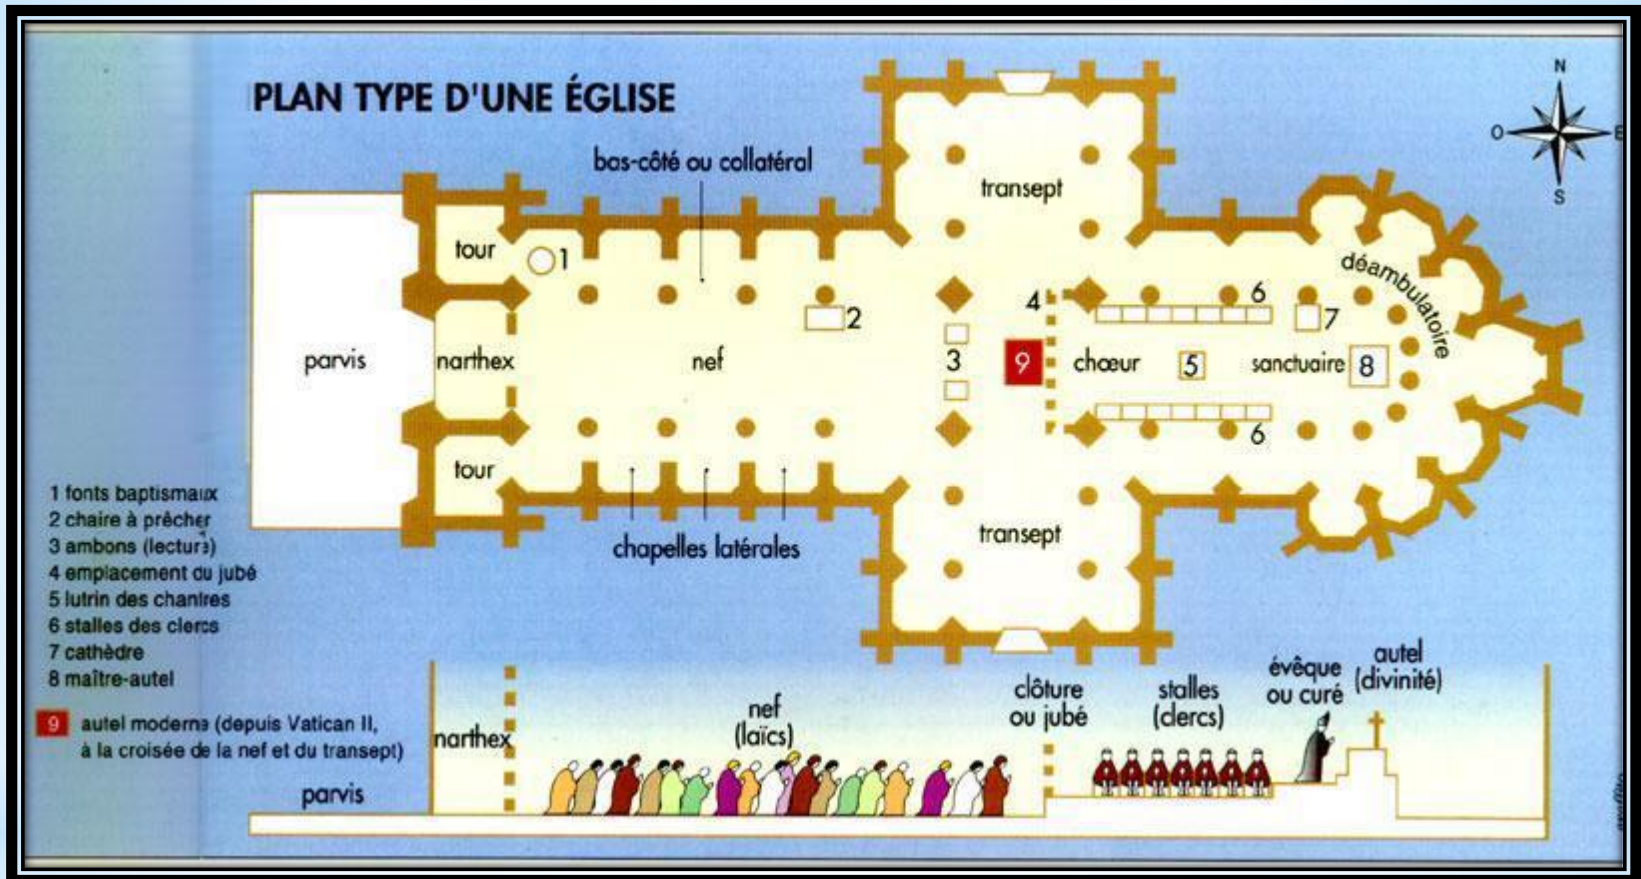 PLAN TYPE D'UNE ÉGLISE
N
O
E
S
bas-côté ou collatéral
transept
tour
1
déambulatoire
4
6
2
7
parvis
narthex
nef
3
9
chœur
5
sanctuaire
8
6
tour
transept
chapelles latérales
1 fonts baptismaux
2 chaire à prêcher
3 ambons (lecture)
4 emplacement du jubé
5 lutrin des chantres
6 stalles des clercs
7 cathèdre
8 maître-autel
9 autel moderne (depuis Vatican II,
à la croisée de la nef et du transept)
parvis
narthex
nef
(laïcs)
clôture
ou jubé
stalles
(clercs)
évêque
ou curé
autel
(divinité)